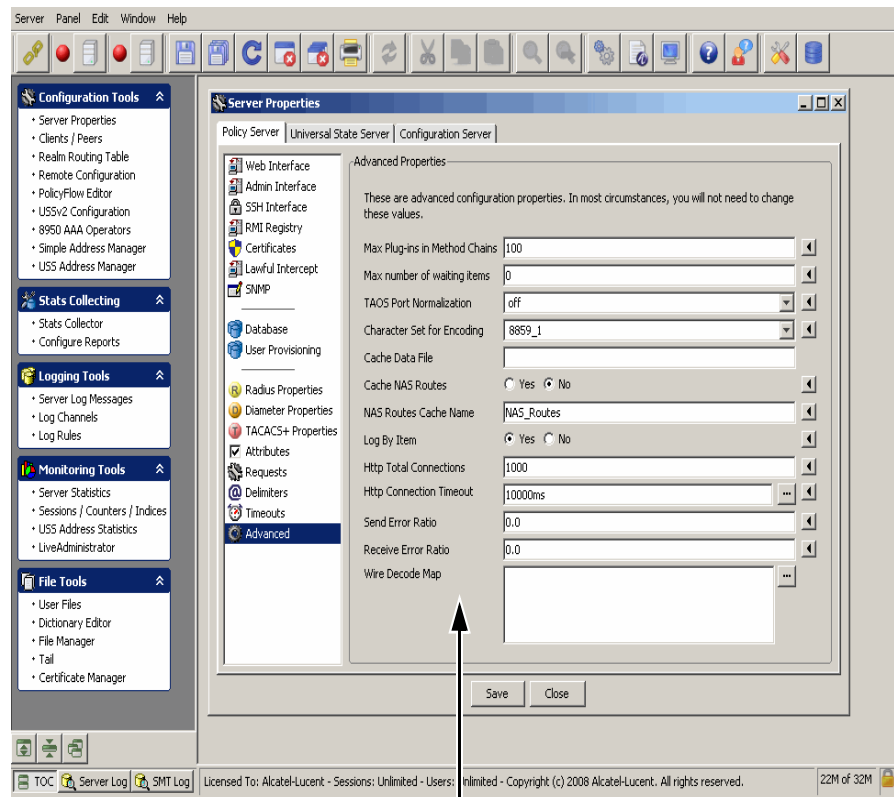 Server Panel Edit Window Help
Configuration Tools
Server Properties
Clients / Peers
Realm Routing Table
Remote Configuration
PolicyFlow Editor
USSv2 Configuration
8950 AAA Operators
Simple Address Manager
USS Address Manager
Stats Collecting
Stats Collector
Configure Reports
Logging Tools
Server Log Messages
Log Channels
Log Rules
Monitoring Tools
Server Statistics
Sessions / Counters / Indices
USS Address Statistics
LiveAdministrator
File Tools
User Files
Dictionary Editor
File Manager
Tail
Certificate Manager
Server Properties
Policy Server Universal State Server Configuration Server
Web Interface
Admin Interface
SSH Interface
RMI Registry
Certificates
Lawful Intercept
SNMP
Database
User Provisioning
Radius Properties
Diameter Properties
TACACS+ Properties
Attributes
Requests
Delimiters
Timeouts
Advanced
Advanced Properties
These are advanced configuration properties. In most circumstances, you will not need to change
these values.
Max Plug-ins in Method Chains 100
Max number of waiting items 0
TAOS Port Normalization off
Character Set for Encoding 8859_1
Cache Data File
Cache NAS Routes Yes No
NAS Routes Cache Name NAS_Routes
Log By Item Yes No
Http Total Connections 1000
Http Connection Timeout 10000ms ...
Send Error Ratio 0.0
Receive Error Ratio 0.0
Wire Decode Map ...
Save Close
TOC Server Log SMT Log Licensed To: Alcatel-Lucent - Sessions: Unlimited - Users: Unlimited - Copyright (c) 2008 Alcatel-Lucent. All rights reserved. 22M of 32M